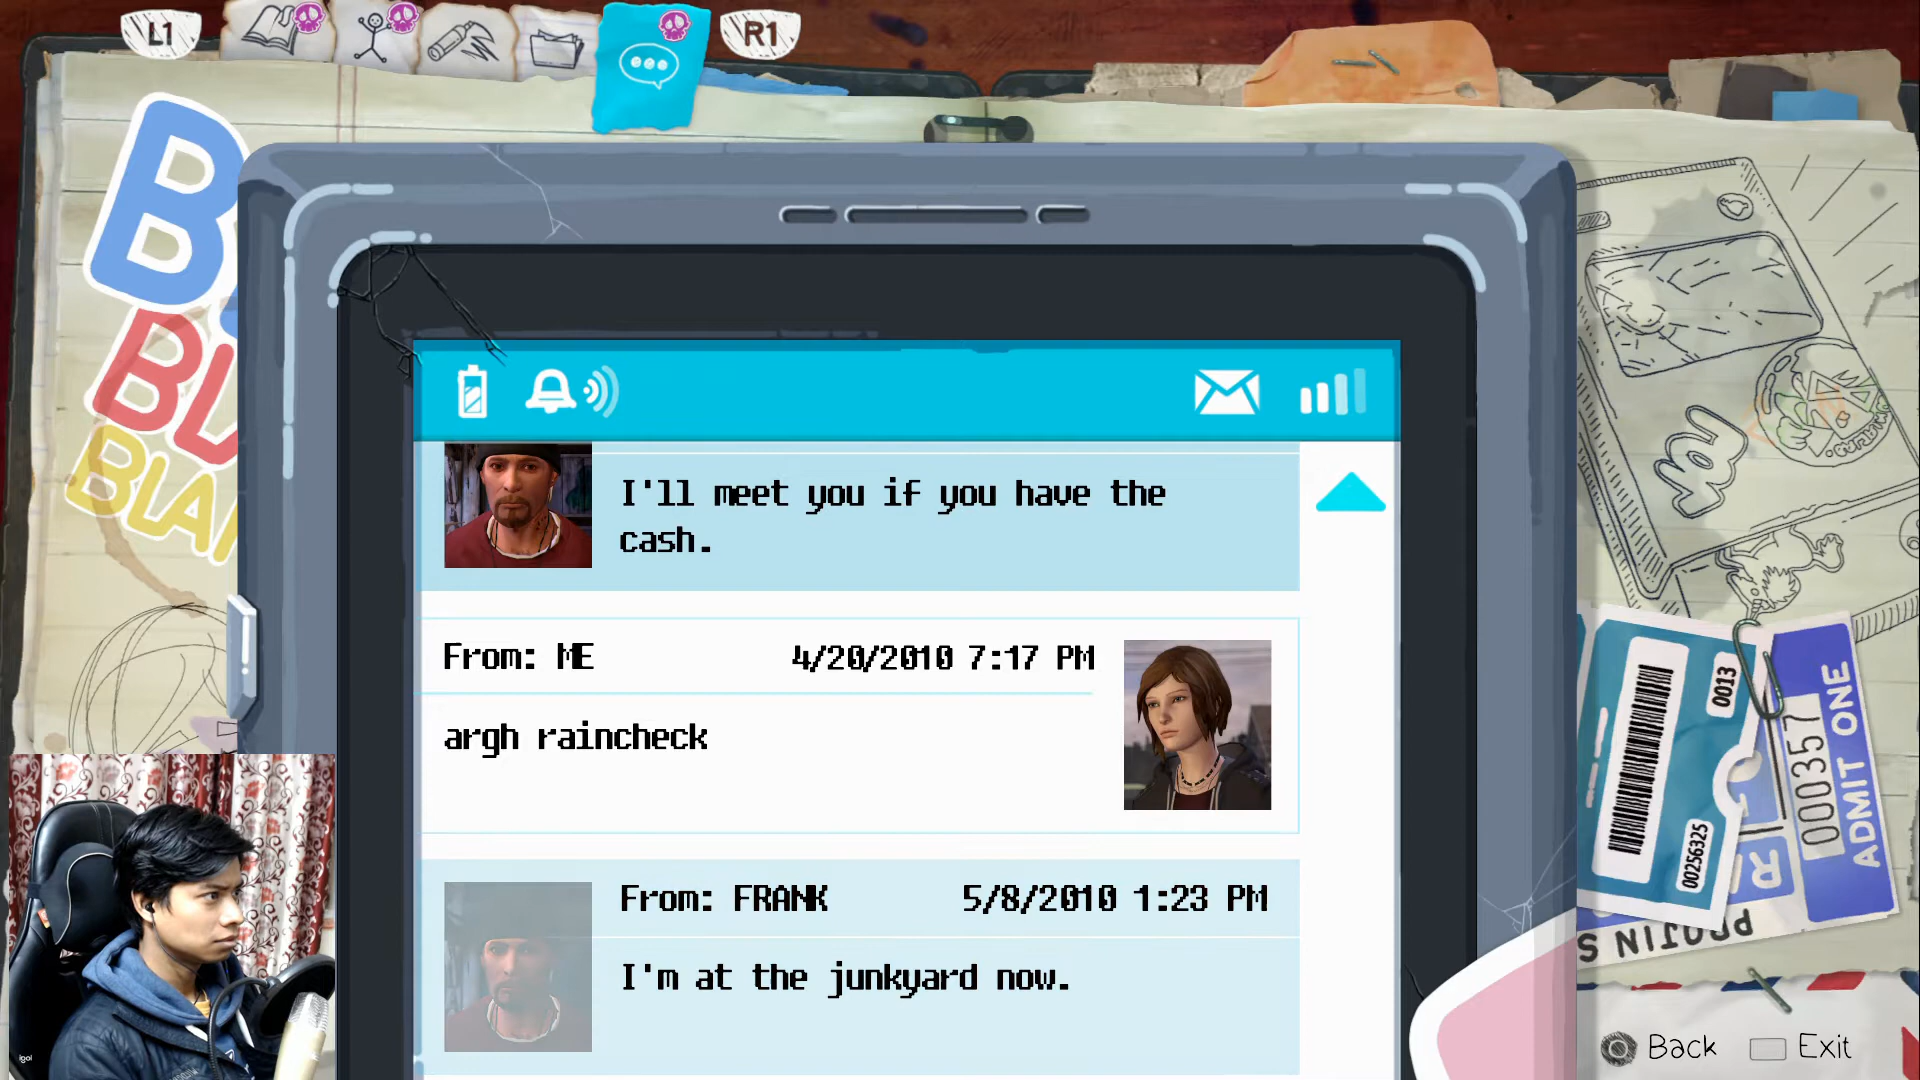 L1
R1
B
BL
BLA
I'll meet you if you have the
cash.
From: ME 4/20/2010 7:17 PM
argh raincheck
From: FRANK 5/8/2010 1:23 PM
I'm at the junkyard now.
0013
00256325
000357
ADMIT ONE
Back
Exit